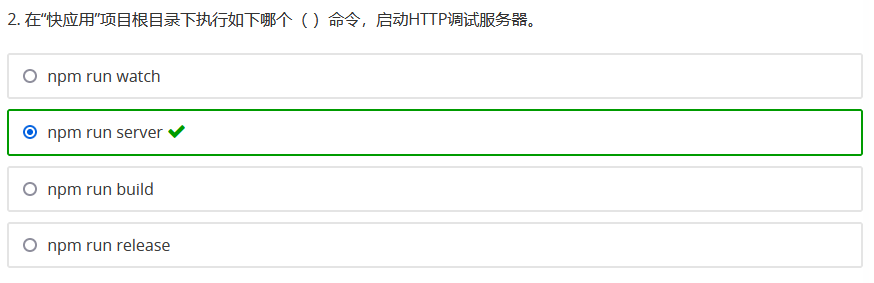 2. 在“快应用”项目根目录下执行如下哪个（ ）命令，启动HTTP调试服务器。
npm run watch
npm run server
npm run build
npm run release